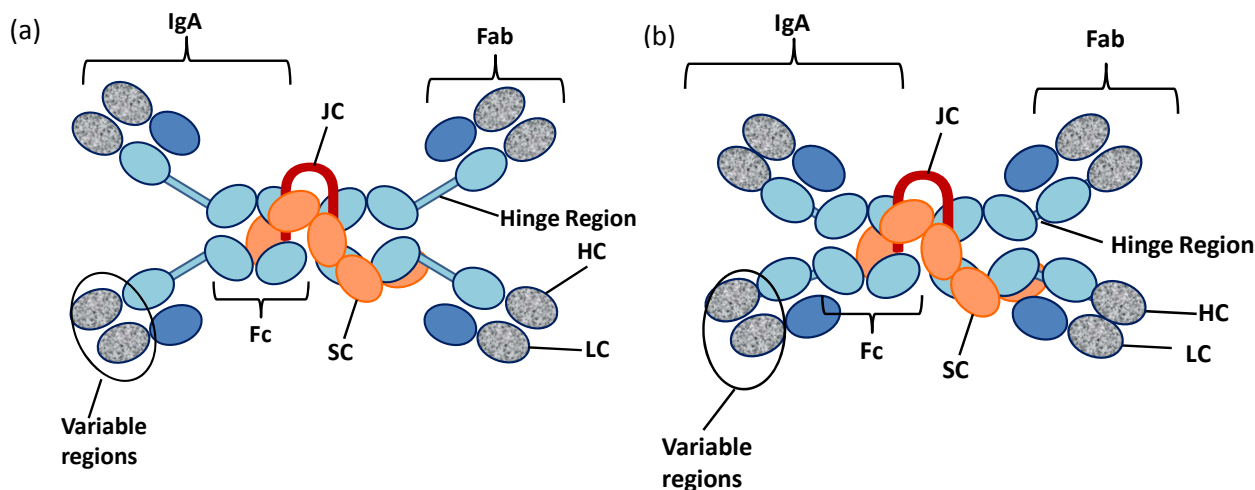 (a)
IgA
Fab
JC
Hinge Region
HC
LC
Fc
SC
Variable
regions
(b)
IgA
Fab
JC
Hinge Region
HC
LC
Fc
SC
Variable
regions